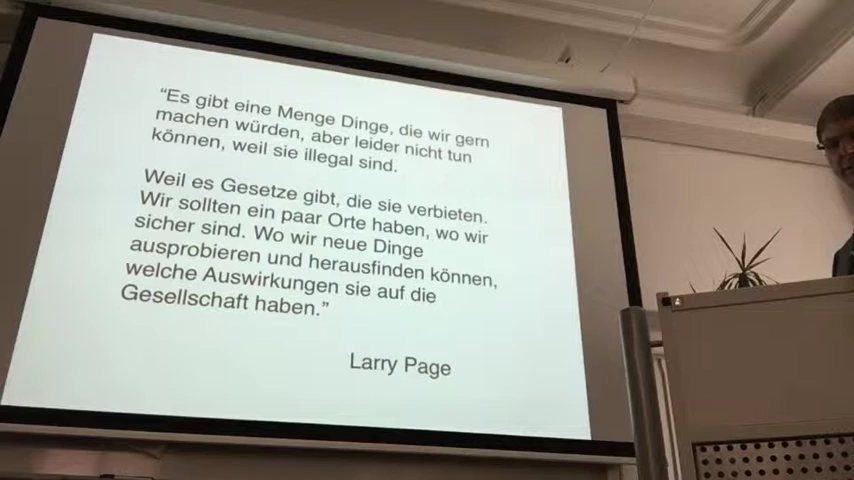 “Es gibt eine Menge Dinge, die wir gern
machen würden, aber leider nicht tun
können, weil sie illegal sind.
Weil es Gesetze gibt, die sie verbieten.
Wir sollten ein paar Orte haben, wo wir
sicher sind. Wo wir neue Dinge
ausprobieren und herausfinden können,
welche Auswirkungen sie auf die
Gesellschaft haben.”
Larry Page